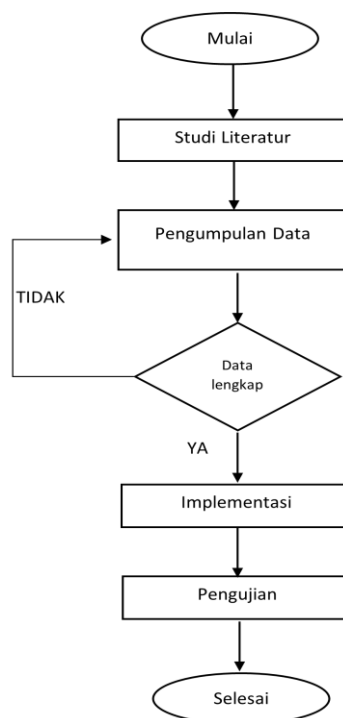 Mulai
Studi Literatur
Pengumpulan Data
TIDAK
Data
lengkap
YA
Implementasi
Pengujian
Selesai